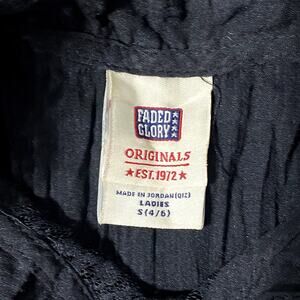 FADED
GLORY
ORIGINALS
★EST.1972★
MADE IN JORDAN(QIZ)
LADIES
S(4/6)